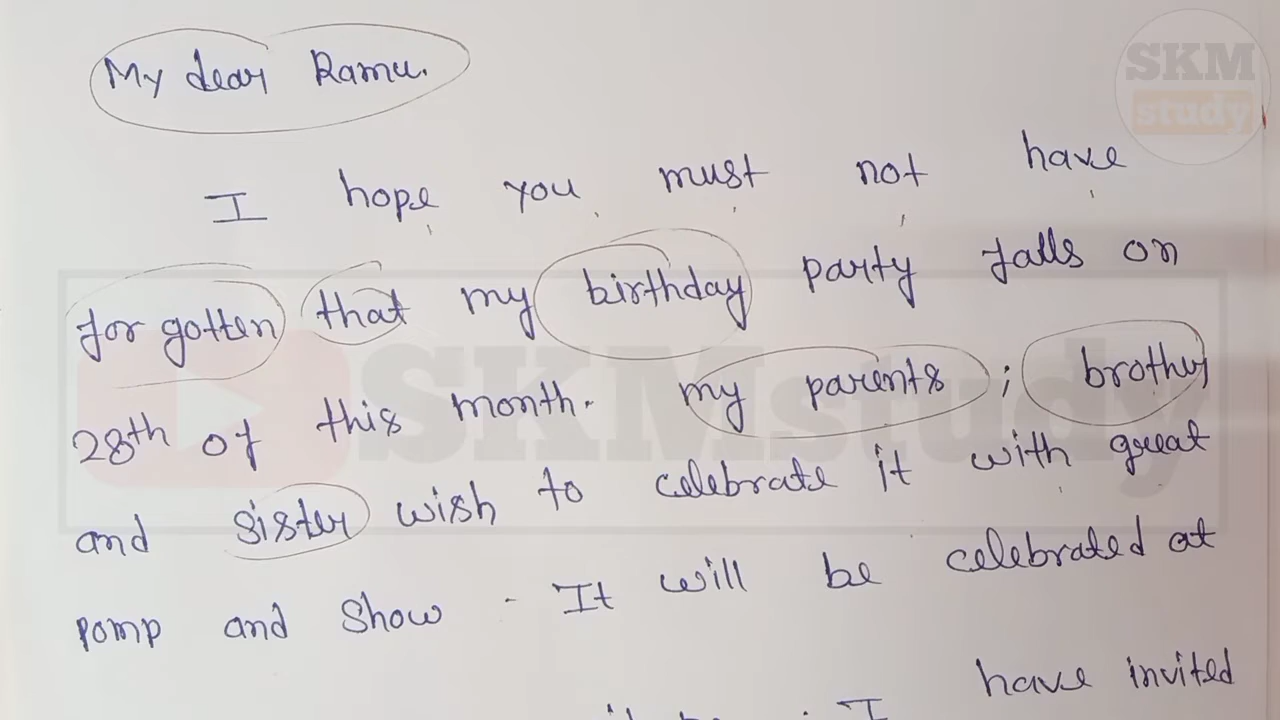 My dear Ramu.
SKM
study
I hope you must not have
forgotten that my birthday party falls on
28th of this month. my parents ; brother
SKMstudy
and sister wish to celebrate it with great
pomp and show . It will be celebrated at
I have invited